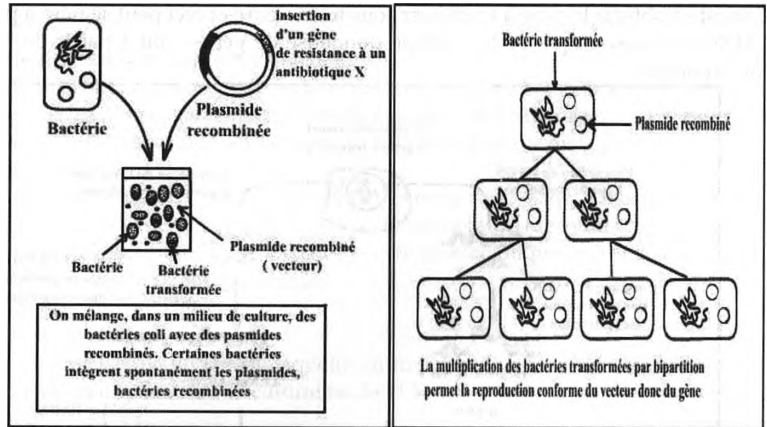 Insertion
d'un gène
de resistance à un
antibiotique X
Bactérie
Plasmide
recombinée
Plasmide recombiné
( vecteur)
Bactérie
Bactérie
transformée
On mélange, dans un milieu de culture, des
bactéries coli avec des pasmides
recombinés. Certaines bactéries
intègrent spontanément les plasmides,
bactéries recombinées
Bactérie transformée
Plasmide recombiné
La multiplication des bactéries transformées par bipartition
permet la reproduction conforme du vecteur donc du gène